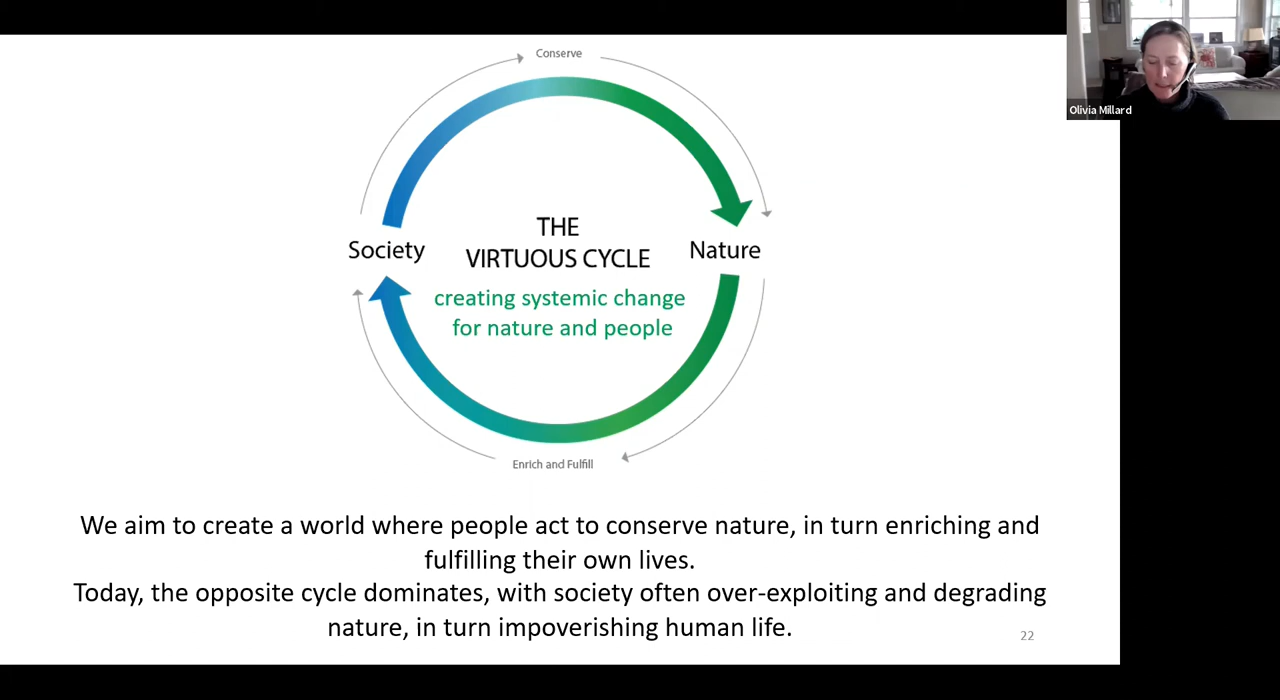 Olivia Millard
Conserve
THE
VIRTUOUS CYCLE
Society
Nature
creating systemic change
for nature and people
Enrich and Fulfill
We aim to create a world where people act to conserve nature, in turn enriching and
fulfilling their own lives.
Today, the opposite cycle dominates, with society often over-exploiting and degrading
nature, in turn impoverishing human life.
22